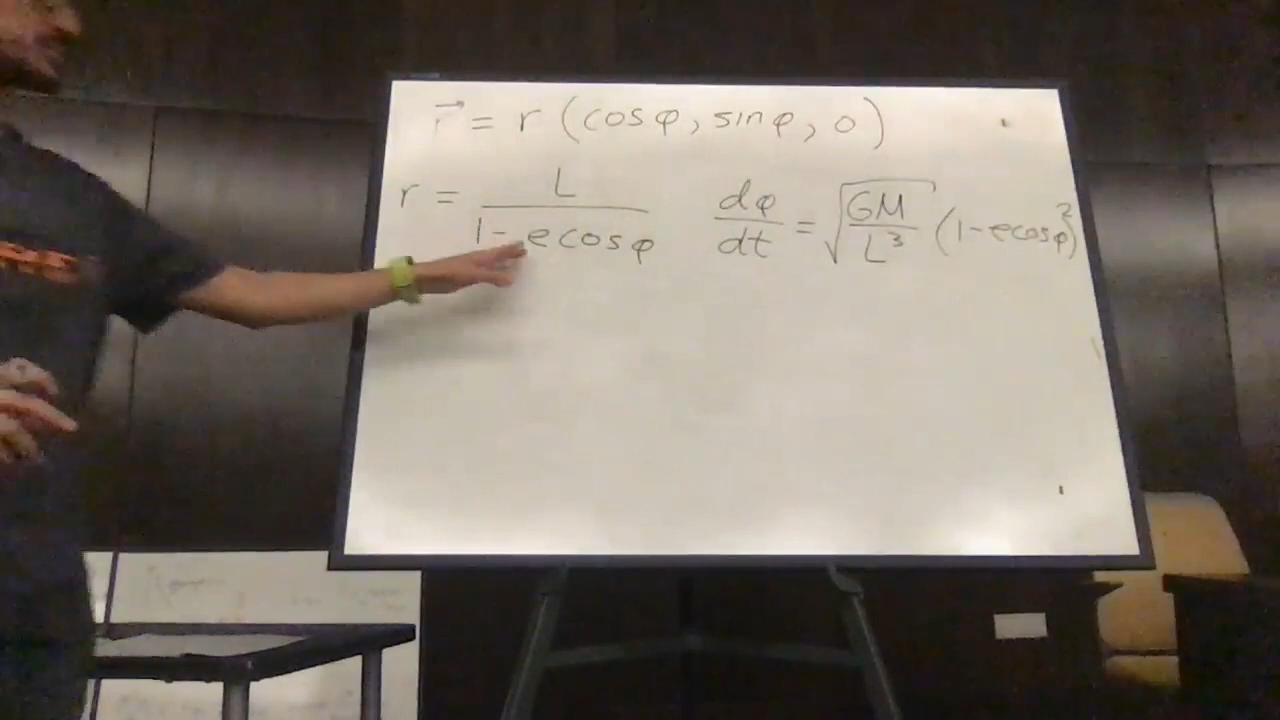 r⃗ = r (cosφ, sinφ, 0)
r = L / (1 - e cosφ)    dφ/dt = √(GM/L³) (1 - e cosφ)²